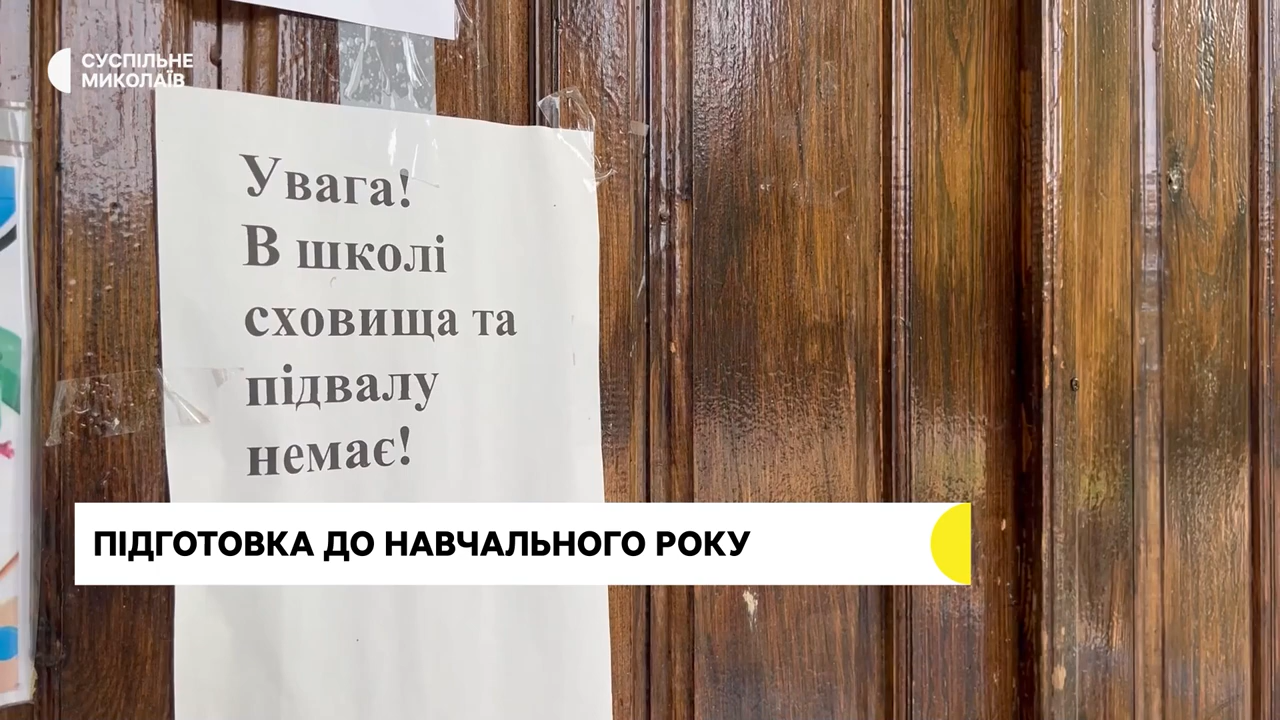 СУСПІЛЬНЕ
МИКОЛАЇВ
Увага!
В школі
сховища та
підвалу
немає!
ПІДГОТОВКА ДО НАВЧАЛЬНОГО РОКУ